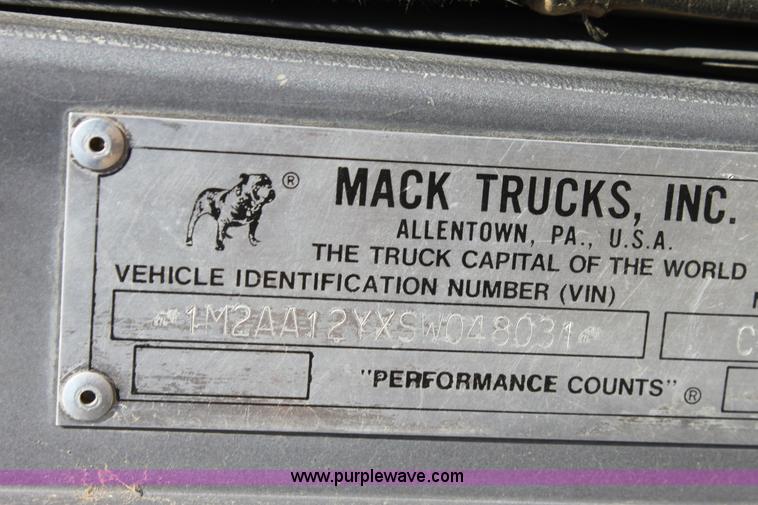 ®
MACK TRUCKS, INC.
ALLENTOWN, PA., U.S.A.
THE TRUCK CAPITAL OF THE WORLD
VEHICLE IDENTIFICATION NUMBER (VIN)
1M2AA12YXSW048031
C
"PERFORMANCE COUNTS" ®
www.purplewave.com